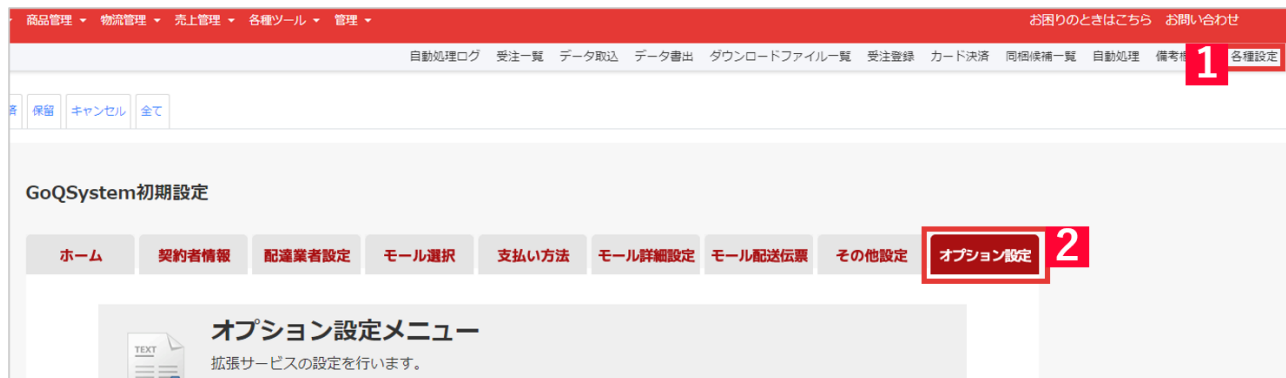 商品管理 ▾ 物流管理 ▾ 売上管理 ▾ 各種ツール ▾ 管理 ▾ お困りのときはこちら お問い合わせ
自動処理ログ 受注一覧 データ取込 データ書出 ダウンロードファイル一覧 受注登録 カード決済 同梱候補一覧 自動処理 備考 1 各種設定
済 保留 キャンセル 全て
GoQSystem初期設定
ホーム 契約者情報 配達業者設定 モール選択 支払い方法 モール詳細設定 モール配送伝票 その他設定 オプション設定 2
オプション設定メニュー
TEXT
拡張サービスの設定を行います。